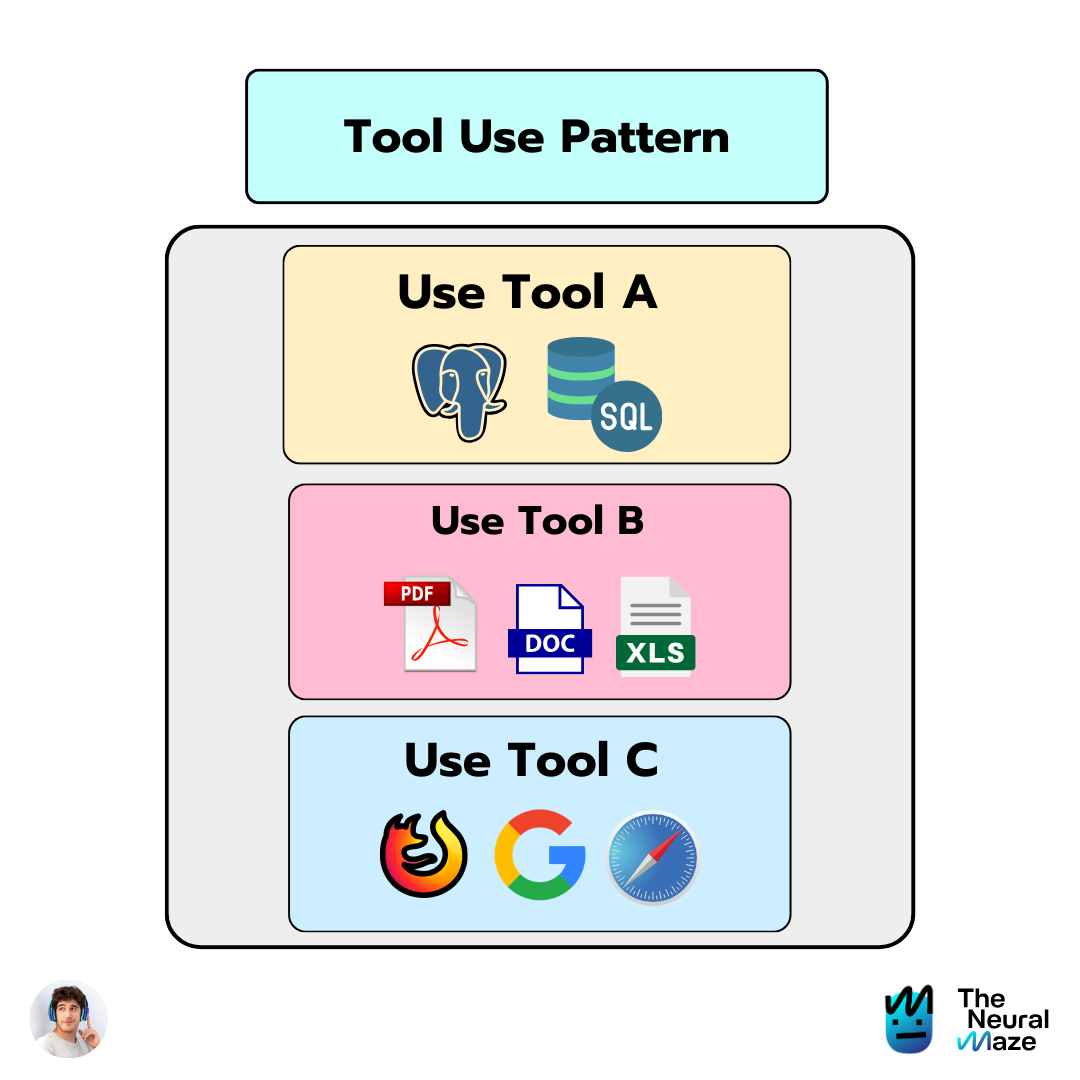 Tool Use Pattern
Use Tool A
SQL
Use Tool B
PDF
DOC
XLS
Use Tool C
The
Neural
Maze